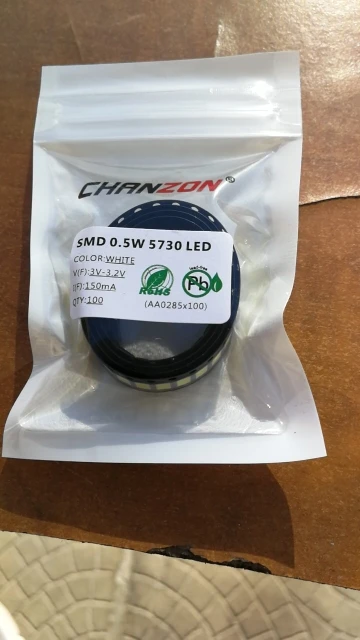 CHANZON®
SMD 0.5W 5730 LED
COLOR:WHITE
V(F):3V-3.2V
I(F):150mA
QTY:100
RoHS
Pb
(AA0285x100)